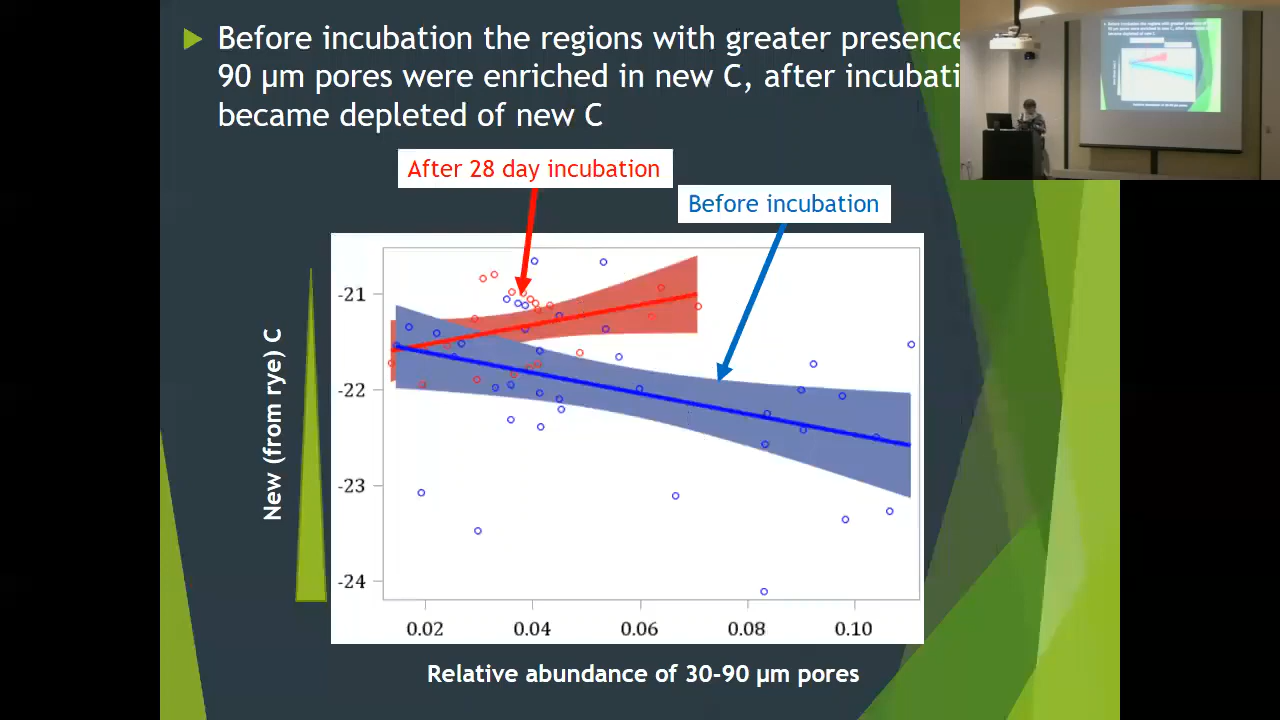 Before incubation the regions with greater presence
90 µm pores were enriched in new C, after incubati
became depleted of new C
After 28 day incubation
Before incubation
New (from rye) C
-21
-22
-23
-24
0.02 0.04 0.06 0.08 0.10
Relative abundance of 30-90 µm pores